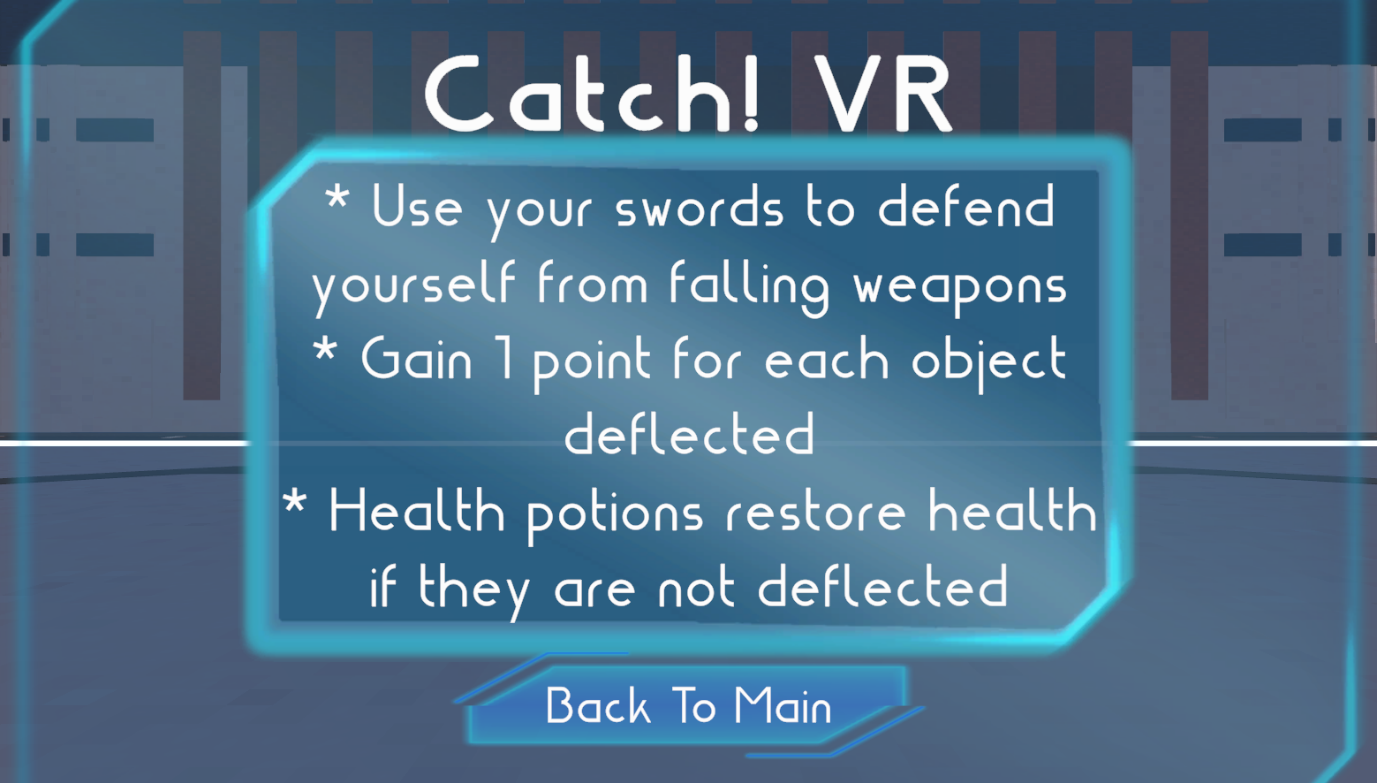 Catch! VR
* Use your swords to defend
yourself from falling weapons
* Gain 1 point for each object
deflected
* Health potions restore health
if they are not deflected
Back To Main